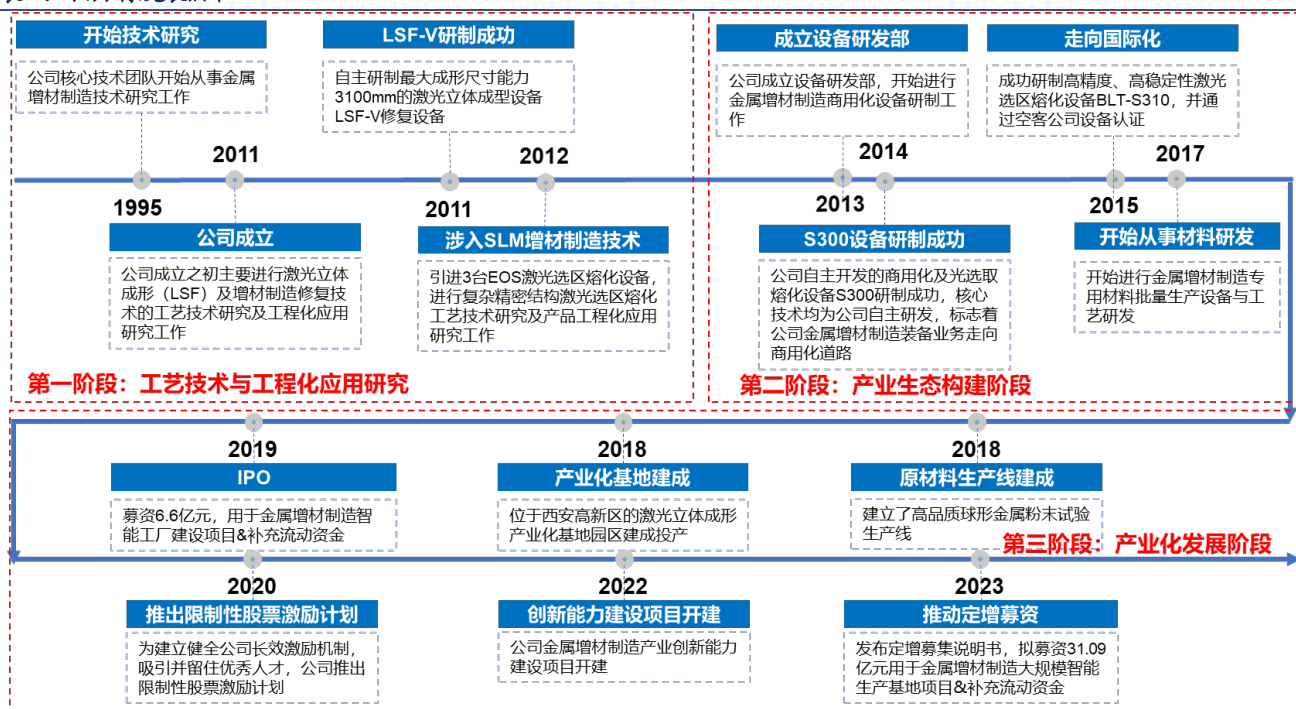 开始技术研究
公司核心技术团队开始从事金属
增材制造技术研究工作
1995
2011
公司成立
公司成立之初主要进行激光立体
成形（LSF）及增材制造修复技
术的工艺技术研究及工程化应用
研究工作
LSF-V研制成功
自主研制最大成形尺寸能力
3100mm的激光立体成型设备
LSF-V修复设备
2011
2012
涉入SLM增材制造技术
引进3台EOS激光选区熔化设备，
进行复杂精密结构激光选区熔化
工艺技术研究及产品工程化应用
研究工作
第一阶段：工艺技术与工程化应用研究
成立设备研发部
公司成立设备研发部，开始进行
金属增材制造商用化设备研制工
作
2013
2014
S300设备研制成功
公司自主开发的商用化及光选取
熔化设备S300研制成功，核心
技术均为公司自主研发，标志着
公司金属增材制造装备业务走向
商用化道路
走向国际化
成功研制高精度、高稳定性激光
选区熔化设备BLT-S310，并通
过空客公司设备认证
2015
2017
开始从事材料研发
开始进行金属增材制造专
用材料批量生产设备与工
艺研发
第二阶段：产业生态构建阶段
2019
IPO
募资6.6亿元，用于金属增材制造智
能工厂建设项目&补充流动资金
2018
产业化基地建成
位于西安高新区的激光立体成形
产业化基地园区建成投产
2018
原材料生产线建成
建立了高品质球形金属粉末试验
生产线
第三阶段：产业化发展阶段
2020
推出限制性股票激励计划
为建立健全公司长效激励机制，
吸引并留住优秀人才，公司推出
限制性股票激励计划
2022
创新能力建设项目开建
公司金属增材制造产业创新能力
建设项目开建
2023
推动定增募资
发布定增募集说明书，拟募资31.09
亿元用于金属增材制造大规模智能
生产基地项目&补充流动资金